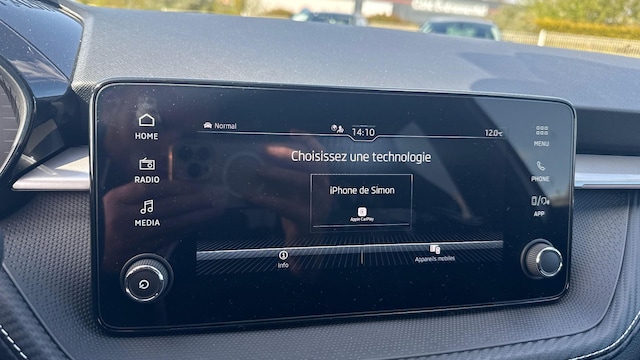 HOME
RADIO
MEDIA
Normal
14:10
12.0°C
Choisissez une technologie
iPhone de Simon
Apple CarPlay
Info
Appareils mobiles
MENU
PHONE
APP